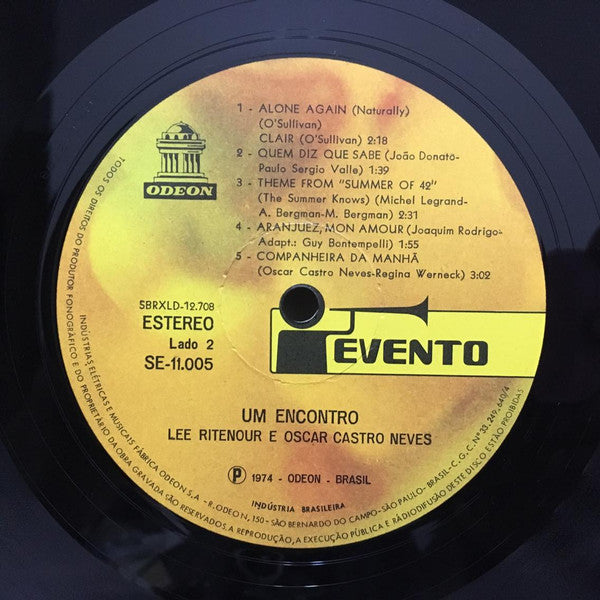 1 - ALONE AGAIN (Naturally)
(O'Sullivan)
CLAIR (O'Sullivan) 2:18
2 - QUEM DIZ QUE SABE (João Donato-
Paulo Sergio Valle) 1:39
3 - THEME FROM "SUMMER OF 42"
(The Summer Knows) (Michel Legrand-
A. Bergman-M. Bergman) 2:31
4 - ARANJUEZ, MON AMOUR (Joaquim Rodrigo-
Adapt.: Guy Bontempelli) 1:55
5 - COMPANHEIRA DA MANHÃ
(Oscar Castro Neves-Regina Werneck) 3:02
ODEON
SBRXLD-12.708
ESTEREO
Lado 2
SE-11.005
EVENTO
UM ENCONTRO
LEE RITENOUR E OSCAR CASTRO NEVES
P 1974 - ODEON - BRASIL
INDÚSTRIA BRASILEIRA
TODOS OS DIREITOS DO PRODUTOR FONOGRÁFICO E DO PROPRIETÁRIO DA OBRA GRAVADA SÃO RESERVADOS. A REPRODUÇÃO, A EXECUÇÃO PÚBLICA E RADIODIFUSÃO DESTE DISCO ESTÃO PROIBIDAS
INDÚSTRIAS ELÉTRICAS E MUSICAIS FÁBRICA ODEON S.A - R. ODEON, 150 - SÃO BERNARDO DO CAMPO - SÃO PAULO - BRASIL - C.G.C. Nº 33.249.640/4